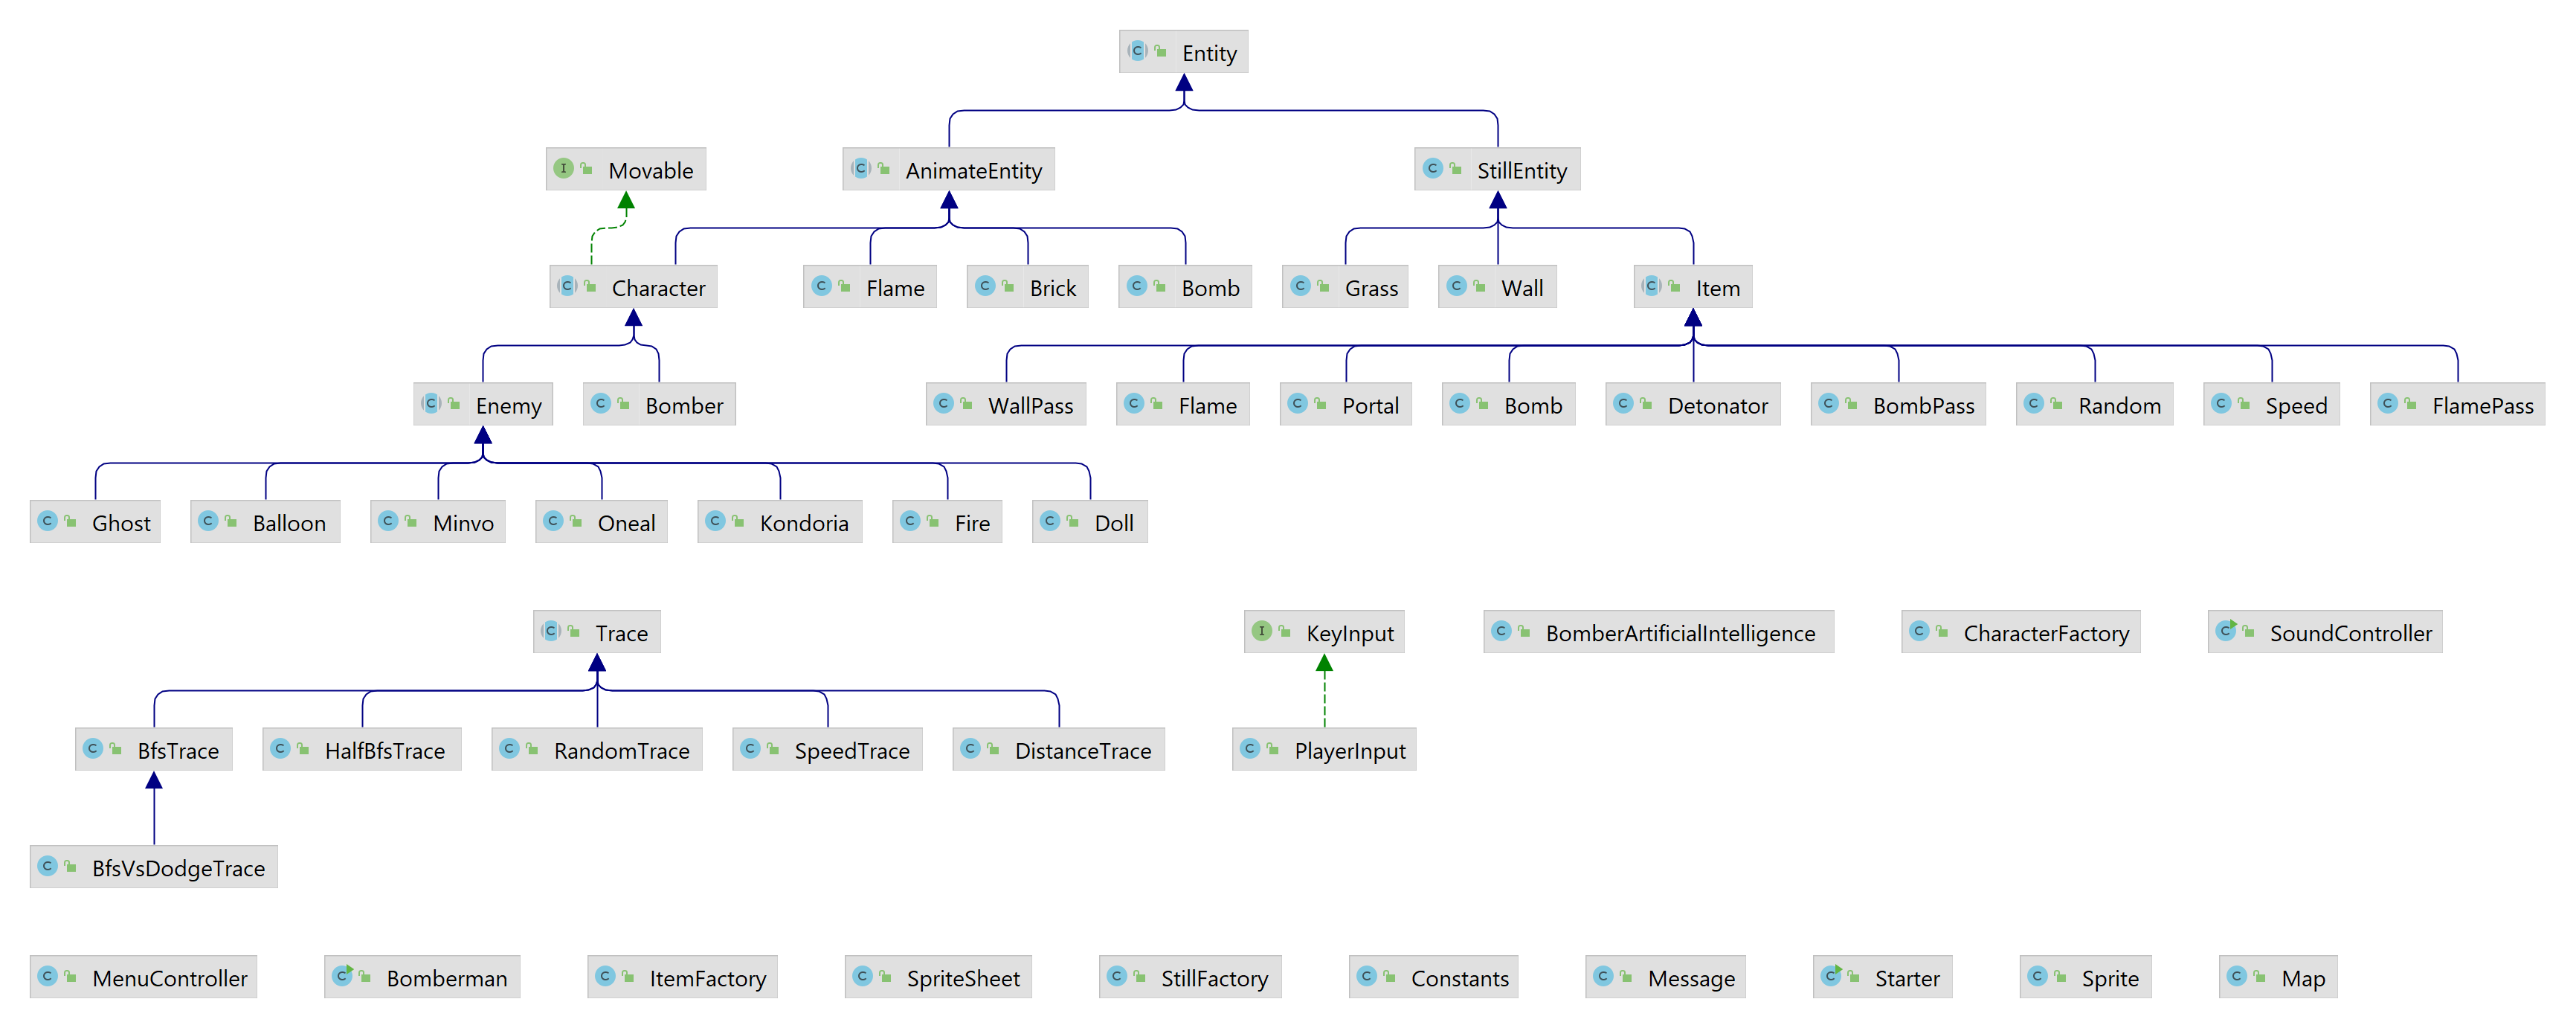 Entity
Movable
AnimateEntity
StillEntity
Character
Flame
Brick
Bomb
Grass
Wall
Item
Enemy
Bomber
WallPass
Flame
Portal
Bomb
Detonator
BombPass
Random
Speed
FlamePass
Ghost
Balloon
Minvo
Oneal
Kondoria
Fire
Doll
Trace
KeyInput
BomberArtificialIntelligence
CharacterFactory
SoundController
BfsTrace
HalfBfsTrace
RandomTrace
SpeedTrace
DistanceTrace
PlayerInput
BfsVsDodgeTrace
MenuController
Bomberman
ItemFactory
SpriteSheet
StillFactory
Constants
Message
Starter
Sprite
Map